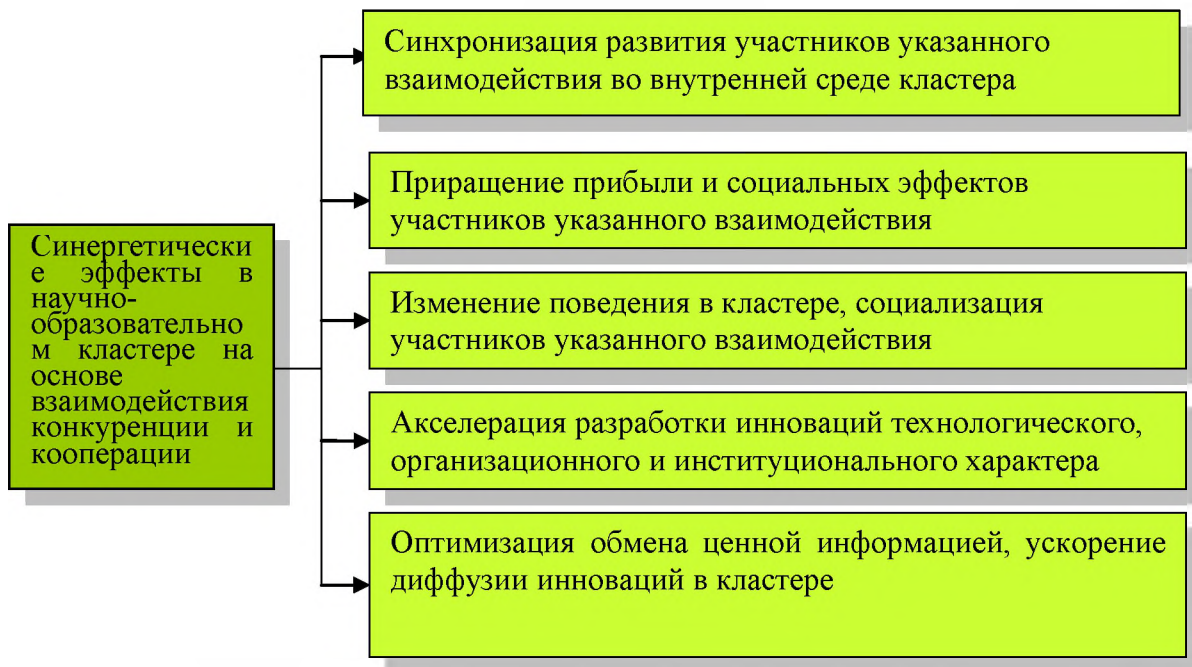 Синергетически
е эффекты в
научно-
образовательно
м кластере на
основе
взаимодействия
конкуренции и
кооперации
Синхронизация развития участников указанного
взаимодействия во внутренней среде кластера
Приращение прибыли и социальных эффектов
участников указанного взаимодействия
Изменение поведения в кластере, социализация
участников указанного взаимодействия
Акселерация разработки инноваций технологического,
организационного и институционального характера
Оптимизация обмена ценной информацией, ускорение
диффузии инноваций в кластере